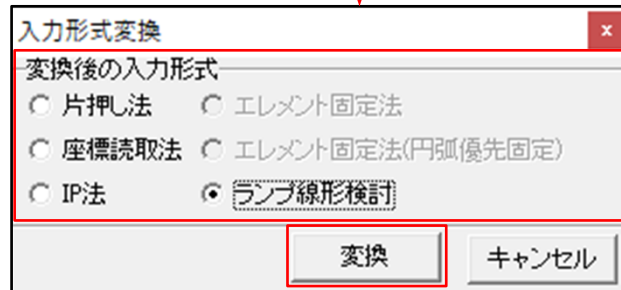 入力形式変換
変換後の入力形式
片押し法 エレメント固定法
座標読取法 エレメント固定法(円弧優先固定)
IP法 ランプ線形検討
変換 キャンセル